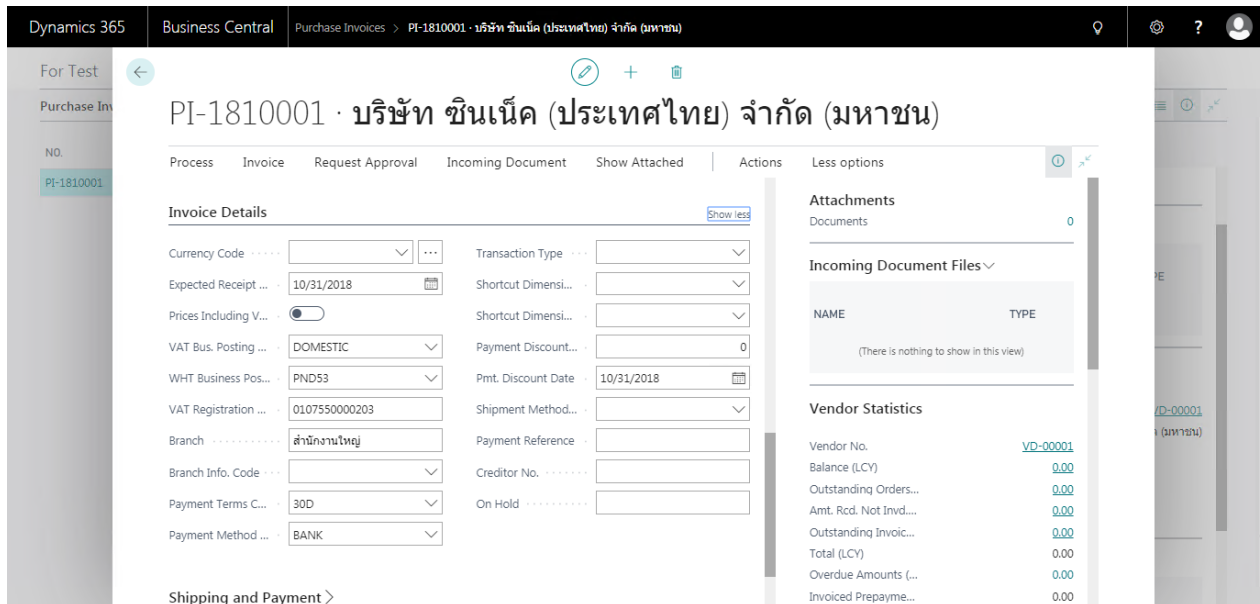 Dynamics 365 Business Central Purchase Invoices > PI-1810001 · บริษัท ซินเน็ค (ประเทศไทย) จำกัด (มหาชน) ?
For Test
Purchase Inv
NO.
PI-1810001
PI-1810001 · บริษัท ซินเน็ค (ประเทศไทย) จำกัด (มหาชน)
Process Invoice Request Approval Incoming Document Show Attached Actions Less options
Invoice Details Show less
Currency Code
Expected Receipt ... 10/31/2018
Prices Including V...
VAT Bus. Posting ... DOMESTIC
WHT Business Pos... PND53
VAT Registration ... 0107550000203
Branch สำนักงานใหญ่
Branch Info. Code
Payment Terms C... 30D
Payment Method ... BANK
Transaction Type
Shortcut Dimensi...
Shortcut Dimensi...
Payment Discount... 0
Pmt. Discount Date 10/31/2018
Shipment Method...
Payment Reference
Creditor No.
On Hold
Shipping and Payment >
Attachments
Documents 0
Incoming Document Files
NAME TYPE
(There is nothing to show in this view)
Vendor Statistics
Vendor No. VD-00001
Balance (LCY) 0.00
Outstanding Orders... 0.00
Amt. Rcd. Not Invd.... 0.00
Outstanding Invoic... 0.00
Total (LCY) 0.00
Overdue Amounts (... 0.00
Invoiced Prepayme... 0.00
PE
VD-00001
(มหาชน)